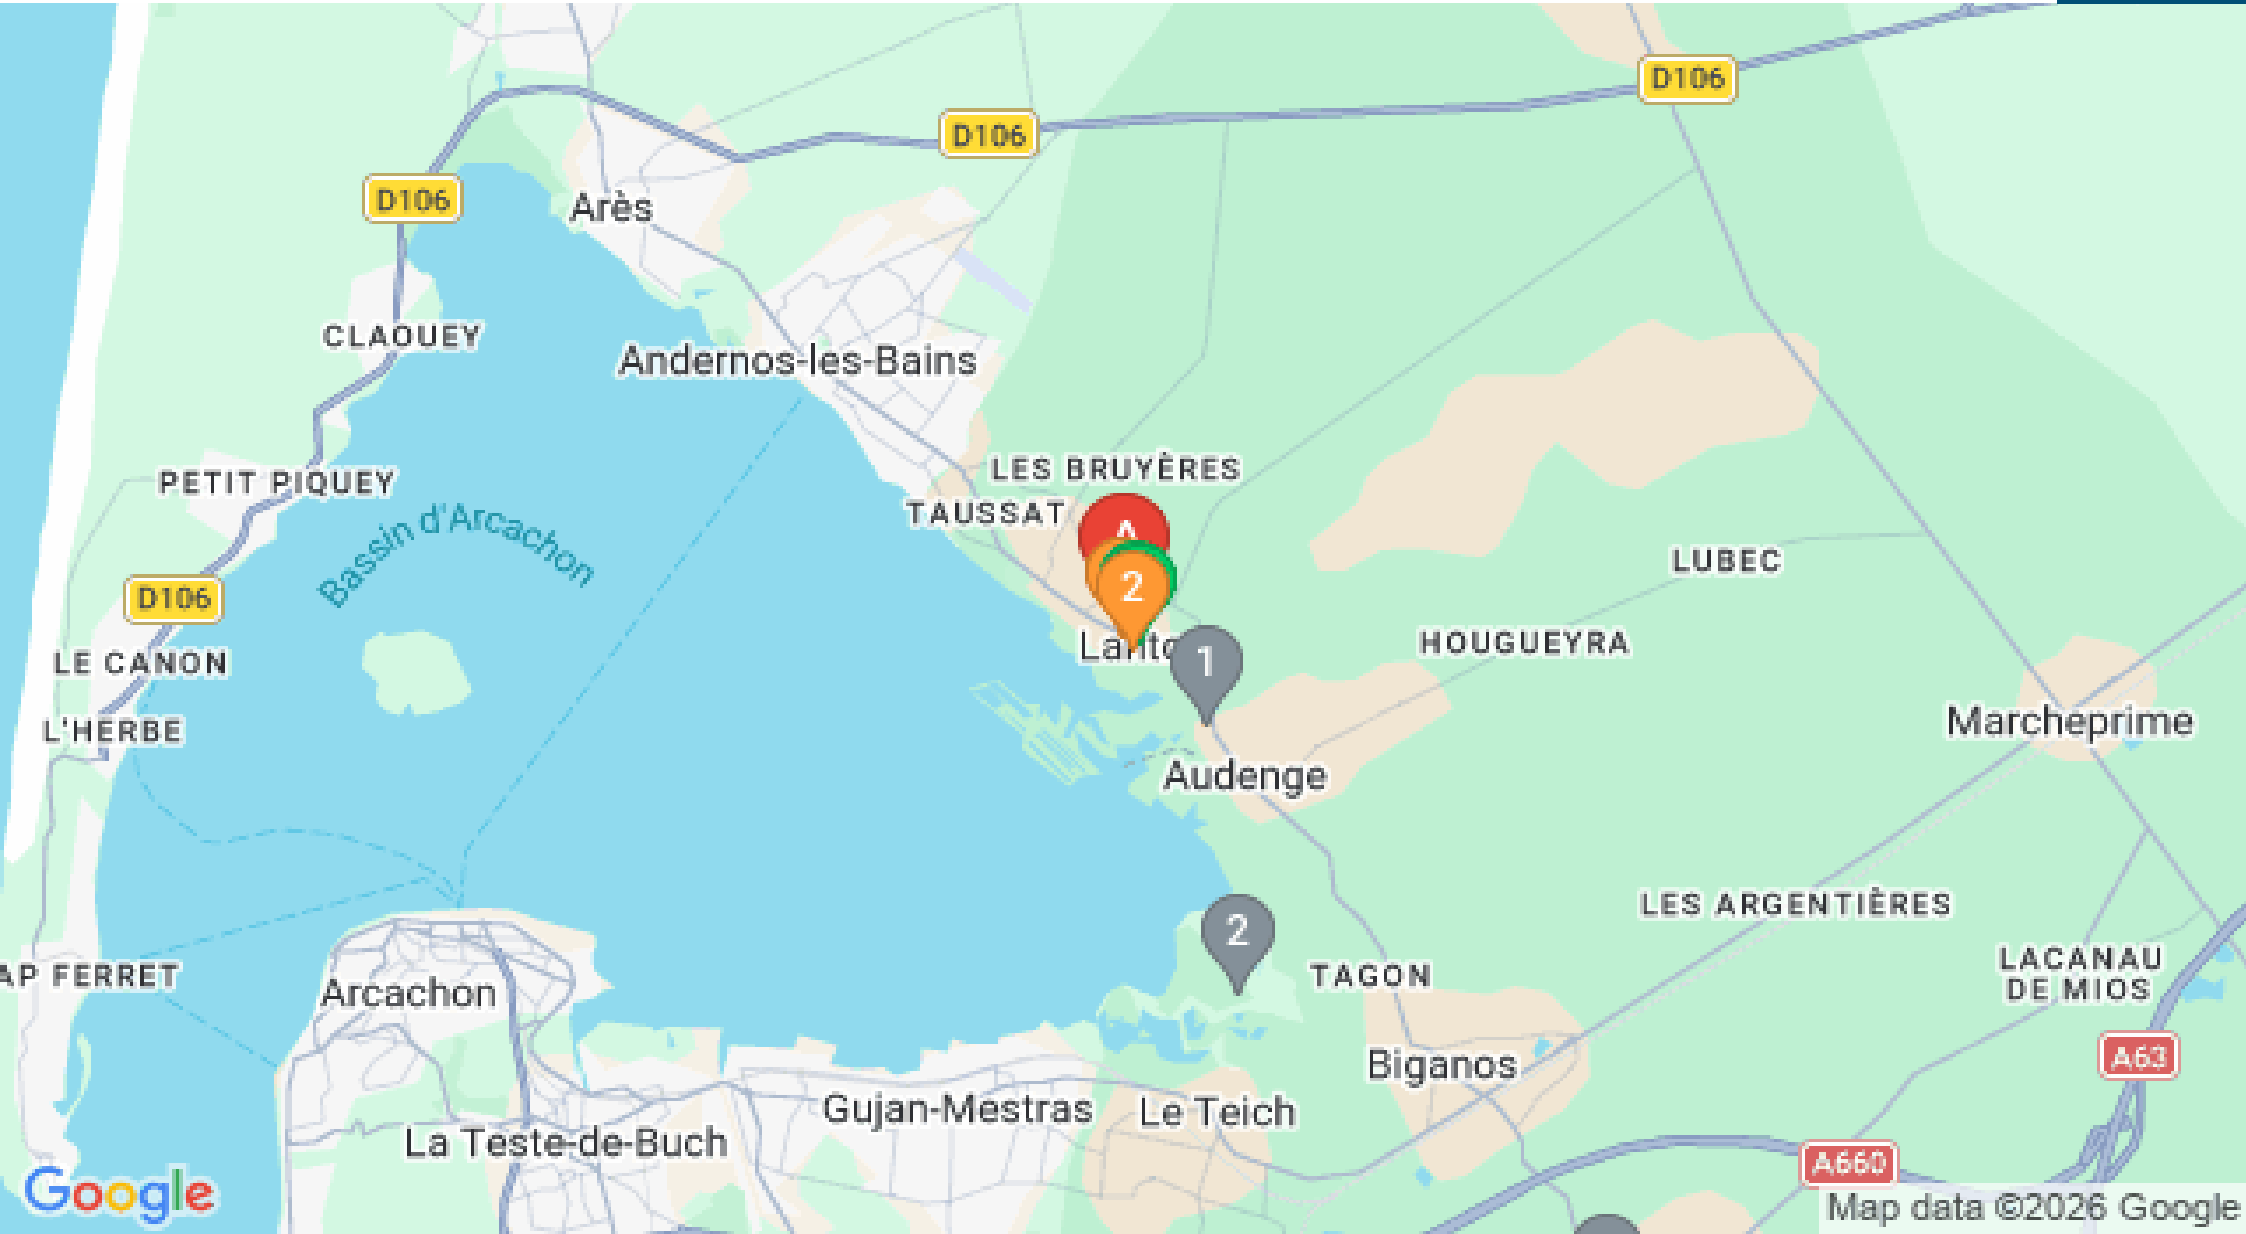 D106
D106
D106
Arès
CLAOUEY
Andernos-les-Bains
LES BRUYÈRES
PETIT PIQUEY
TAUSSAT
A
Bassin d'Arcachon
LUBEC
2
D106
HOUGUEYRA
LE CANON
1
L'HERBE
Marcheprime
Audenge
LES ARGENTIÈRES
2
AP FERRET
TAGON
LACANAU
DE MIOS
Arcachon
A63
Biganos
Gujan-Mestras
Le Teich
La Teste-de-Buch
A660
Google
Map data ©2026 Google